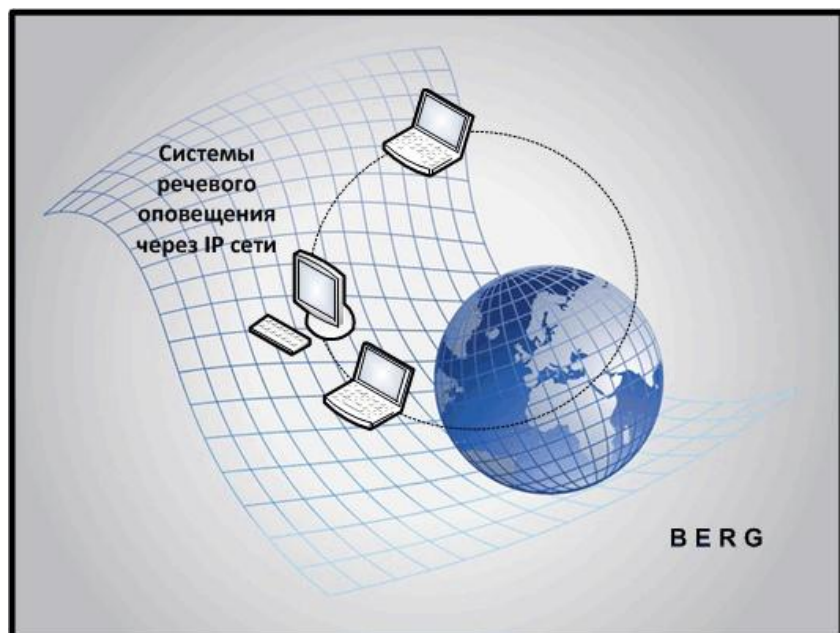 Системы
речевого
оповещения
через IP сети
BERG